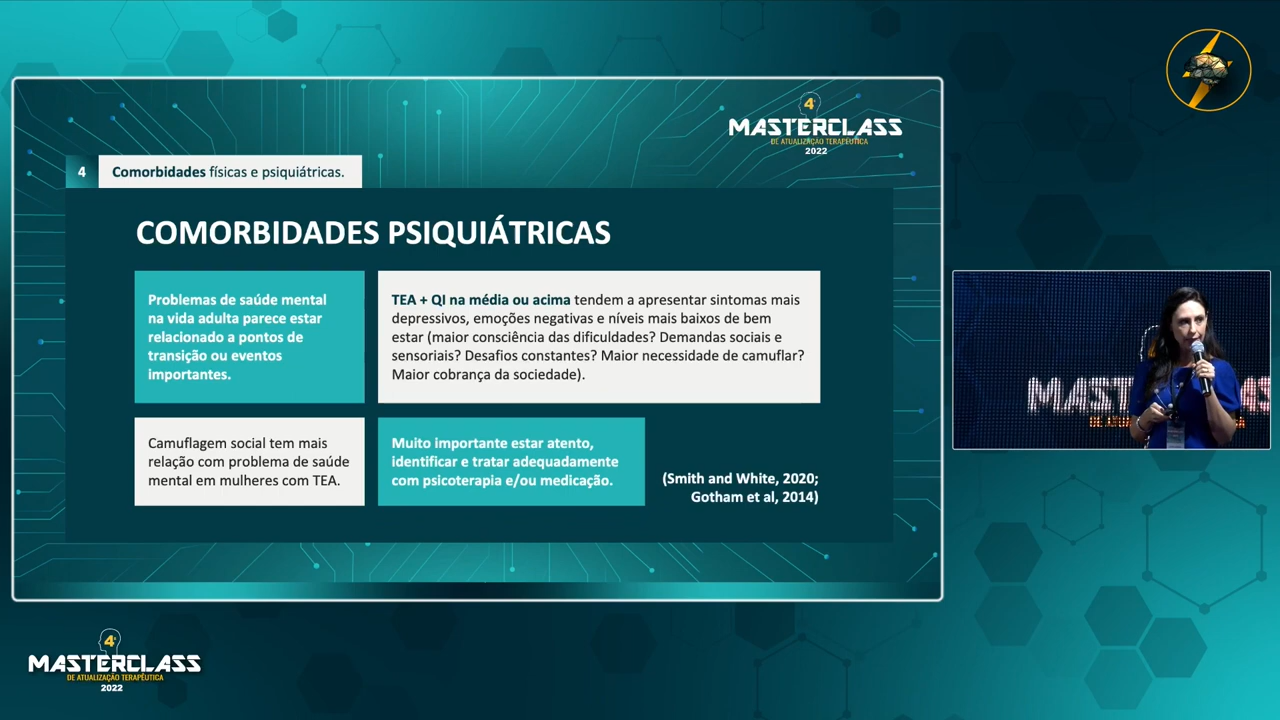 4º
MASTERCLASS
DE ATUALIZAÇÃO TERAPÊUTICA
2022
4
Comorbidades físicas e psiquiátricas.
COMORBIDADES PSIQUIÁTRICAS
Problemas de saúde mental
na vida adulta parece estar
relacionado a pontos de
transição ou eventos
importantes.
TEA + QI na média ou acima tendem a apresentar sintomas mais
depressivos, emoções negativas e níveis mais baixos de bem
estar (maior consciência das dificuldades? Demandas sociais e
sensoriais? Desafios constantes? Maior necessidade de camuflar?
Maior cobrança da sociedade).
Camuflagem social tem mais
relação com problema de saúde
mental em mulheres com TEA.
Muito importante estar atento,
identificar e tratar adequadamente
com psicoterapia e/ou medicação.
(Smith and White, 2020;
Gotham et al, 2014)
4º
MASTERCLASS
DE ATUALIZAÇÃO TERAPÊUTICA
2022